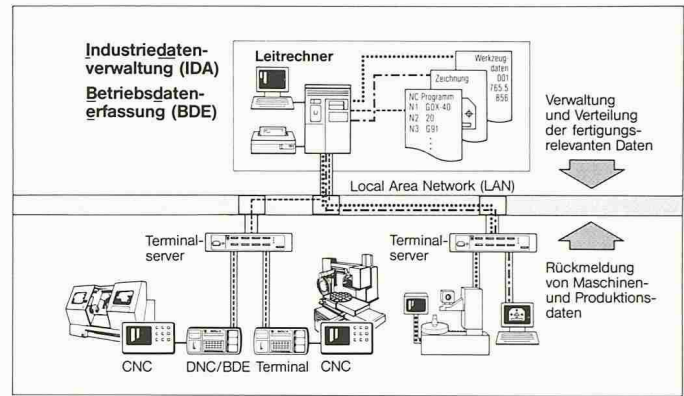 Industriedaten-
verwaltung (IDA)
Betriebsdaten-
erfassung (BDE)
Leitrechner
Werkzeug-
daten
001
765.5
856
Zeichnung
NC Programm
N1 G0X 40
N2 20
N3 G91
Verwaltung
und Verteilung
der fertigungs-
relevanten Daten
Local Area Network (LAN)
Terminal-
server
Terminal-
server
Rückmeldung
von Maschinen-
und Produktions-
daten
CNC
DNC/BDE Terminal
CNC